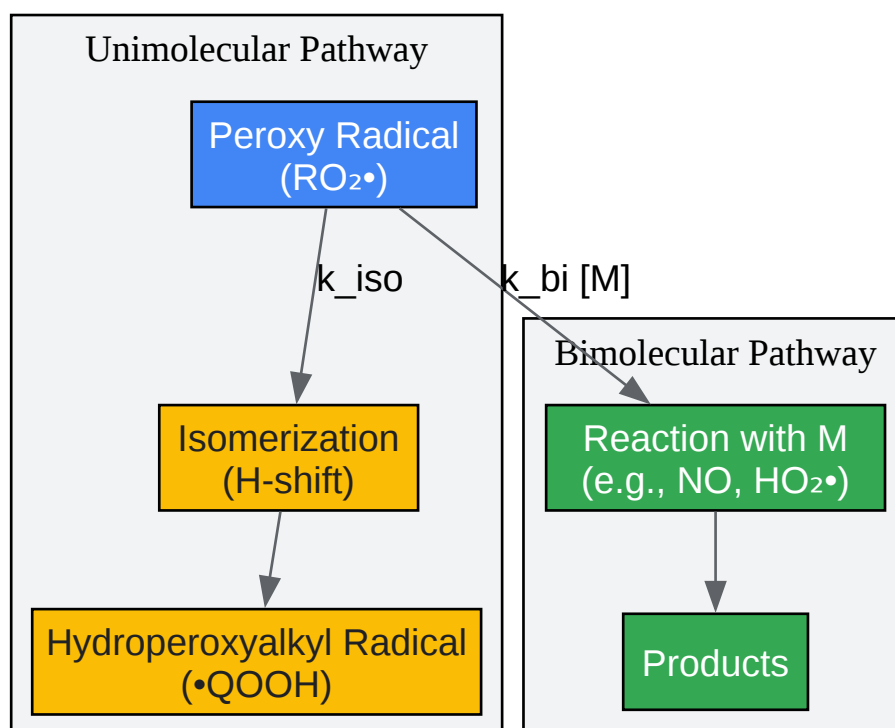 Unimolecular Pathway
Peroxy Radical
(RO₂•)
k_iso
k_bi [M]
Bimolecular Pathway
Isomerization
(H-shift)
Reaction with M
(e.g., NO, HO₂•)
Hydroperoxyalkyl Radical
(•QOOH)
Products